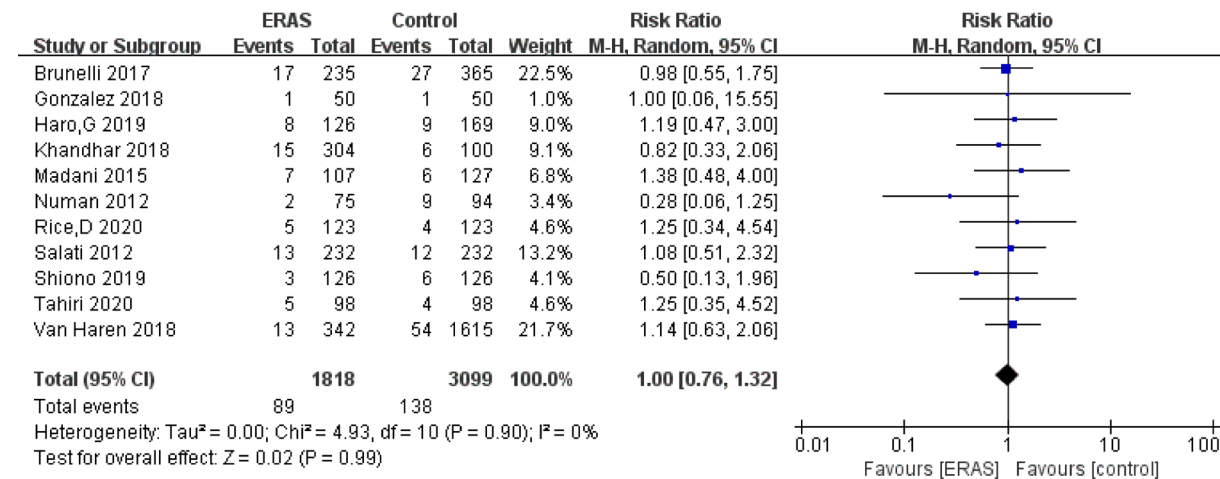 ERAS Control Risk Ratio Risk Ratio
Study or Subgroup Events Total Events Total Weight M-H, Random, 95% CI M-H, Random, 95% CI
Brunelli 2017 17 235 27 365 22.5% 0.98 [0.55, 1.75]
Gonzalez 2018 1 50 1 50 1.0% 1.00 [0.06, 15.55]
Haro,G 2019 8 126 9 169 9.0% 1.19 [0.47, 3.00]
Khandhar 2018 15 304 6 100 9.1% 0.82 [0.33, 2.06]
Madani 2015 7 107 6 127 6.8% 1.38 [0.48, 4.00]
Numan 2012 2 75 9 94 3.4% 0.28 [0.06, 1.25]
Rice,D 2020 5 123 4 123 4.5% 1.25 [0.34, 4.54]
Salati 2012 13 232 12 232 13.2% 1.08 [0.51, 2.32]
Shiono 2019 3 126 6 126 4.1% 0.50 [0.13, 1.96]
Tahiri 2020 5 98 4 98 4.6% 1.25 [0.35, 4.52]
Van Haren 2018 13 342 54 1615 21.7% 1.14 [0.63, 2.06]
Total (95% CI) 1818 3099 100.0% 1.00 [0.76, 1.32]
Total events 89 138
Heterogeneity: Tau² = 0.00; Chi² = 4.93, df = 10 (P = 0.90); I² = 0%
Test for overall effect: Z = 0.02 (P = 0.99)
0.01 0.1 1 10 100
Favours [ERAS] Favours [control]